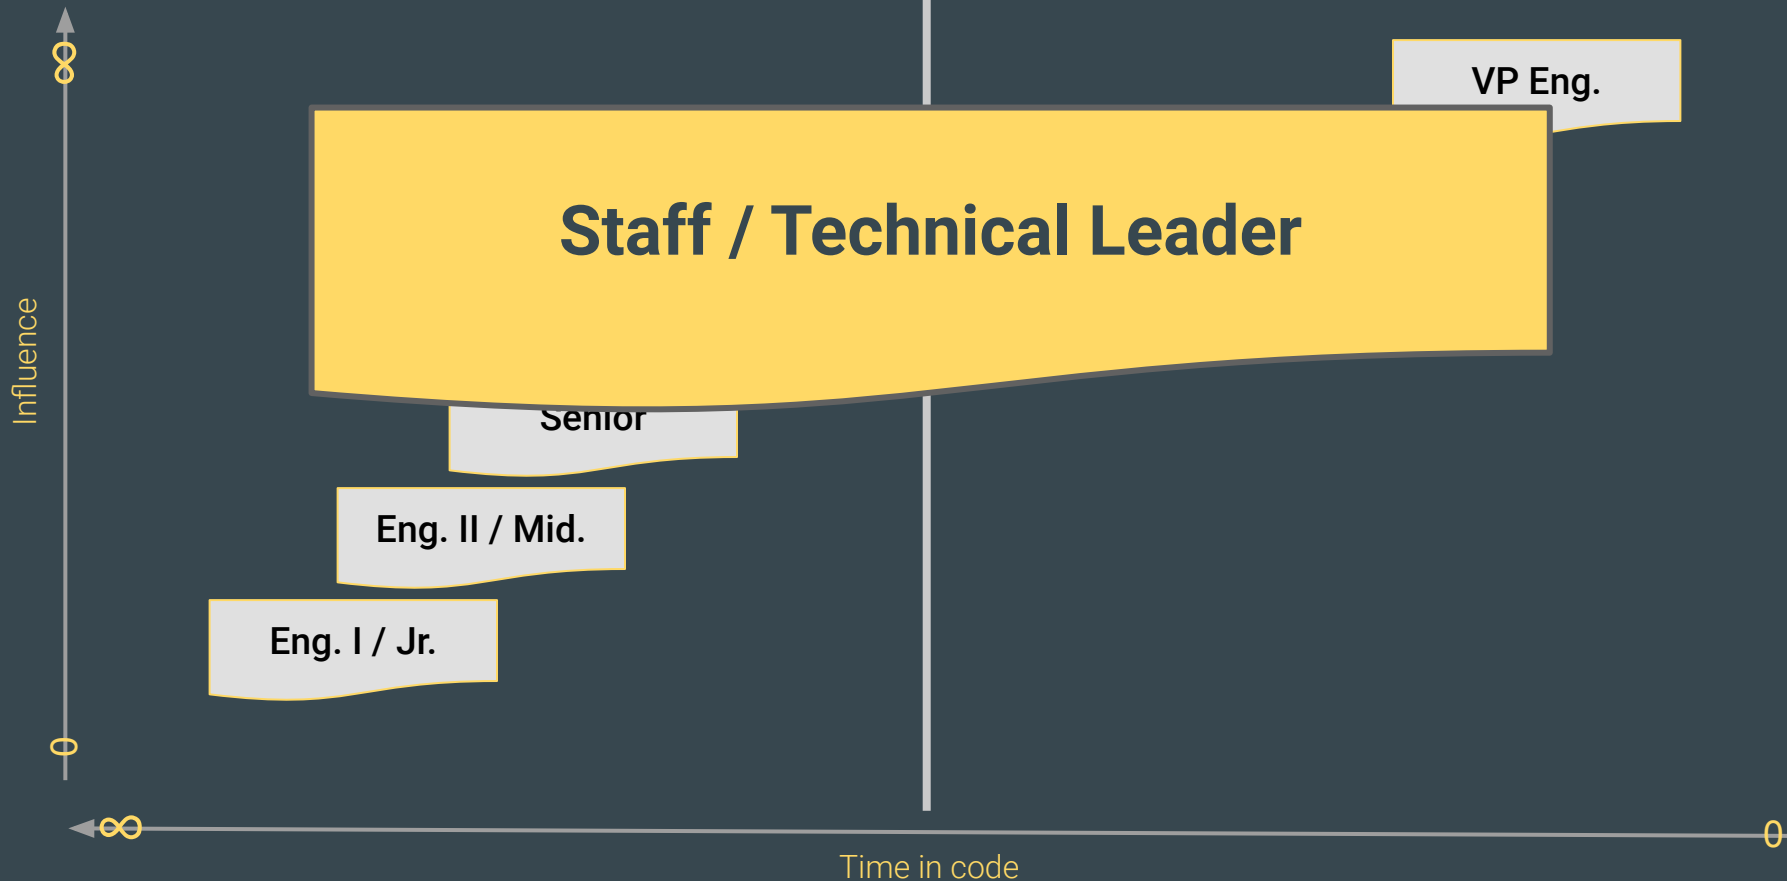 ∞
VP Eng.
Staff / Technical Leader
Influence
Senior
Eng. II / Mid.
Eng. I / Jr.
0
∞
0
Time in code